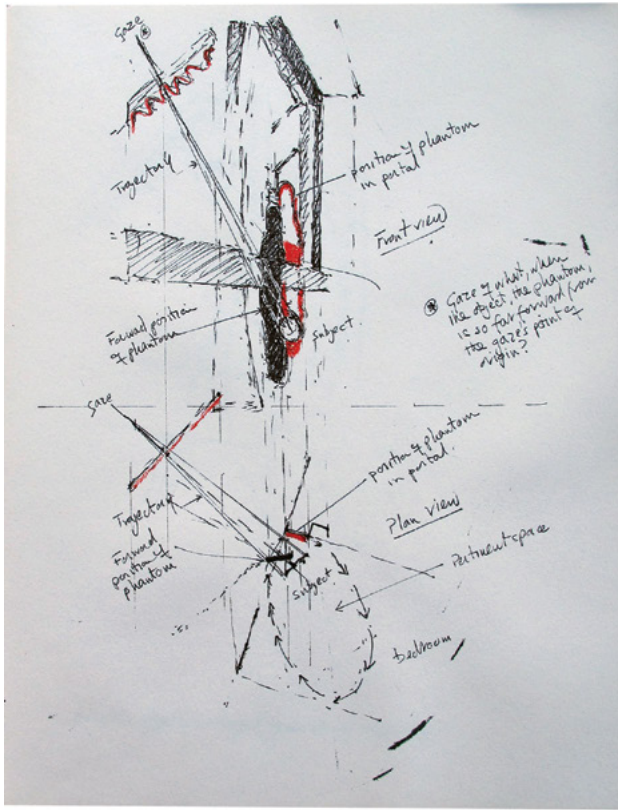 Gaze
*
Trajectory
position of phantom
in portal
Front view
Forward position
of phantom
subject
* Gaze of what, when
the object, the phantom,
is so far forward from
the gaze's point of
origin?
Gaze
position of phantom
in portal.
Trajectory
Plan view
Forward
position of
phantom
subject
Pertinent space
bedroom